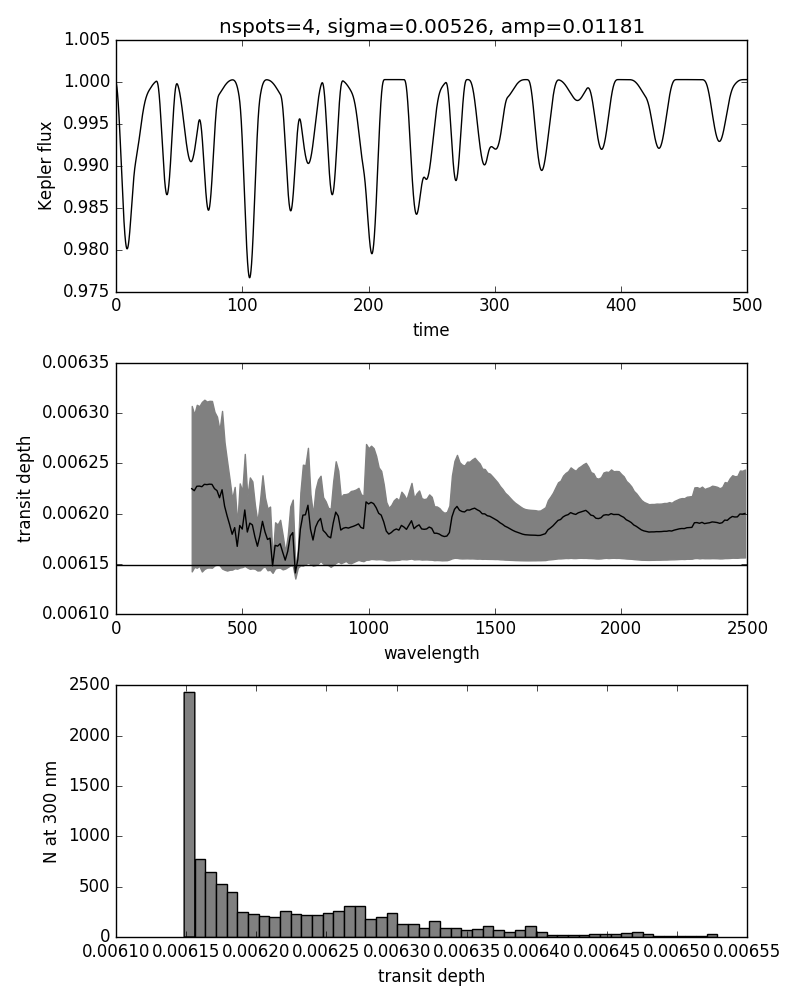 nspots=4, sigma=0.00526, amp=0.01181
1.005
1.000
0.995
0.990
0.985
0.980
0.975
Kepler flux
0 100 200 300 400 500
time
0.00635
0.00630
0.00625
0.00620
0.00615
0.00610
transit depth
0 500 1000 1500 2000 2500
wavelength
2500
2000
1500
1000
500
0
N at 300 nm
0.00610 0.00615 0.00620 0.00625 0.00630 0.00635 0.00640 0.00645 0.00650 0.00655
transit depth